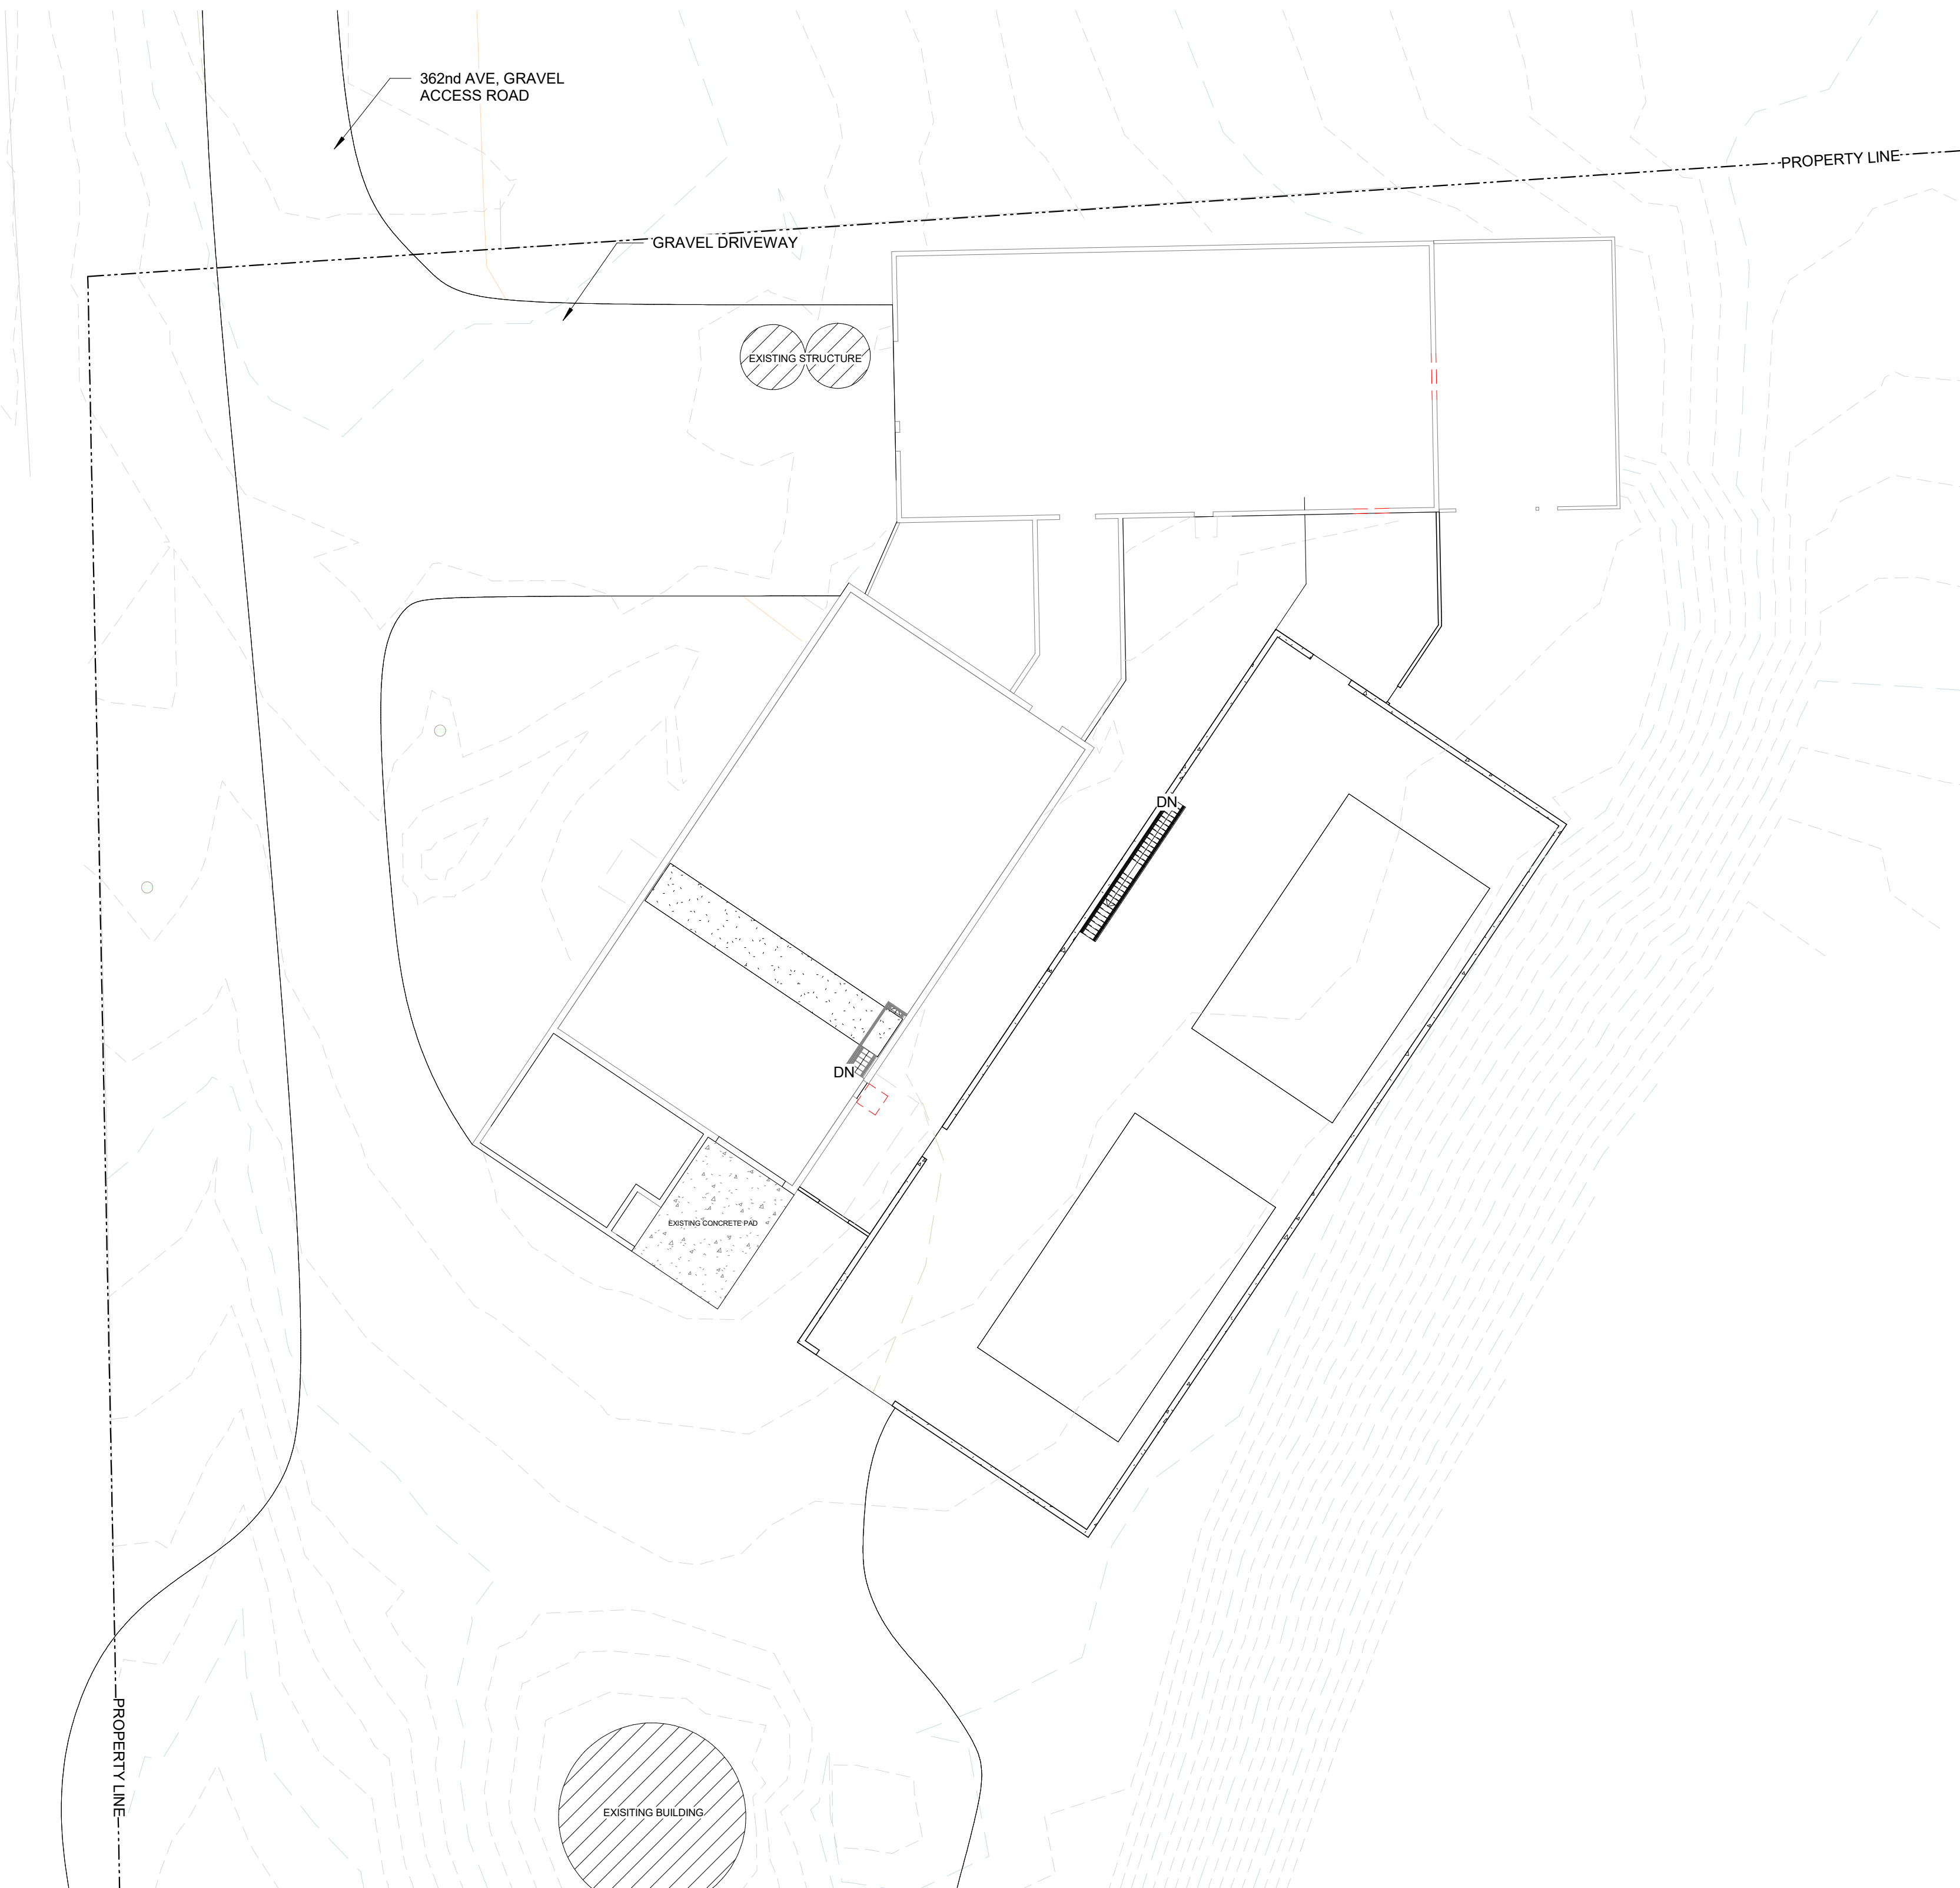 362nd AVE, GRAVEL
ACCESS ROAD
PROPERTY LINE
GRAVEL DRIVEWAY
EXISTING STRUCTURE
DN
DN
EXISTING CONCRETE PAD
PROPERTY LINE
EXISITING BUILDING